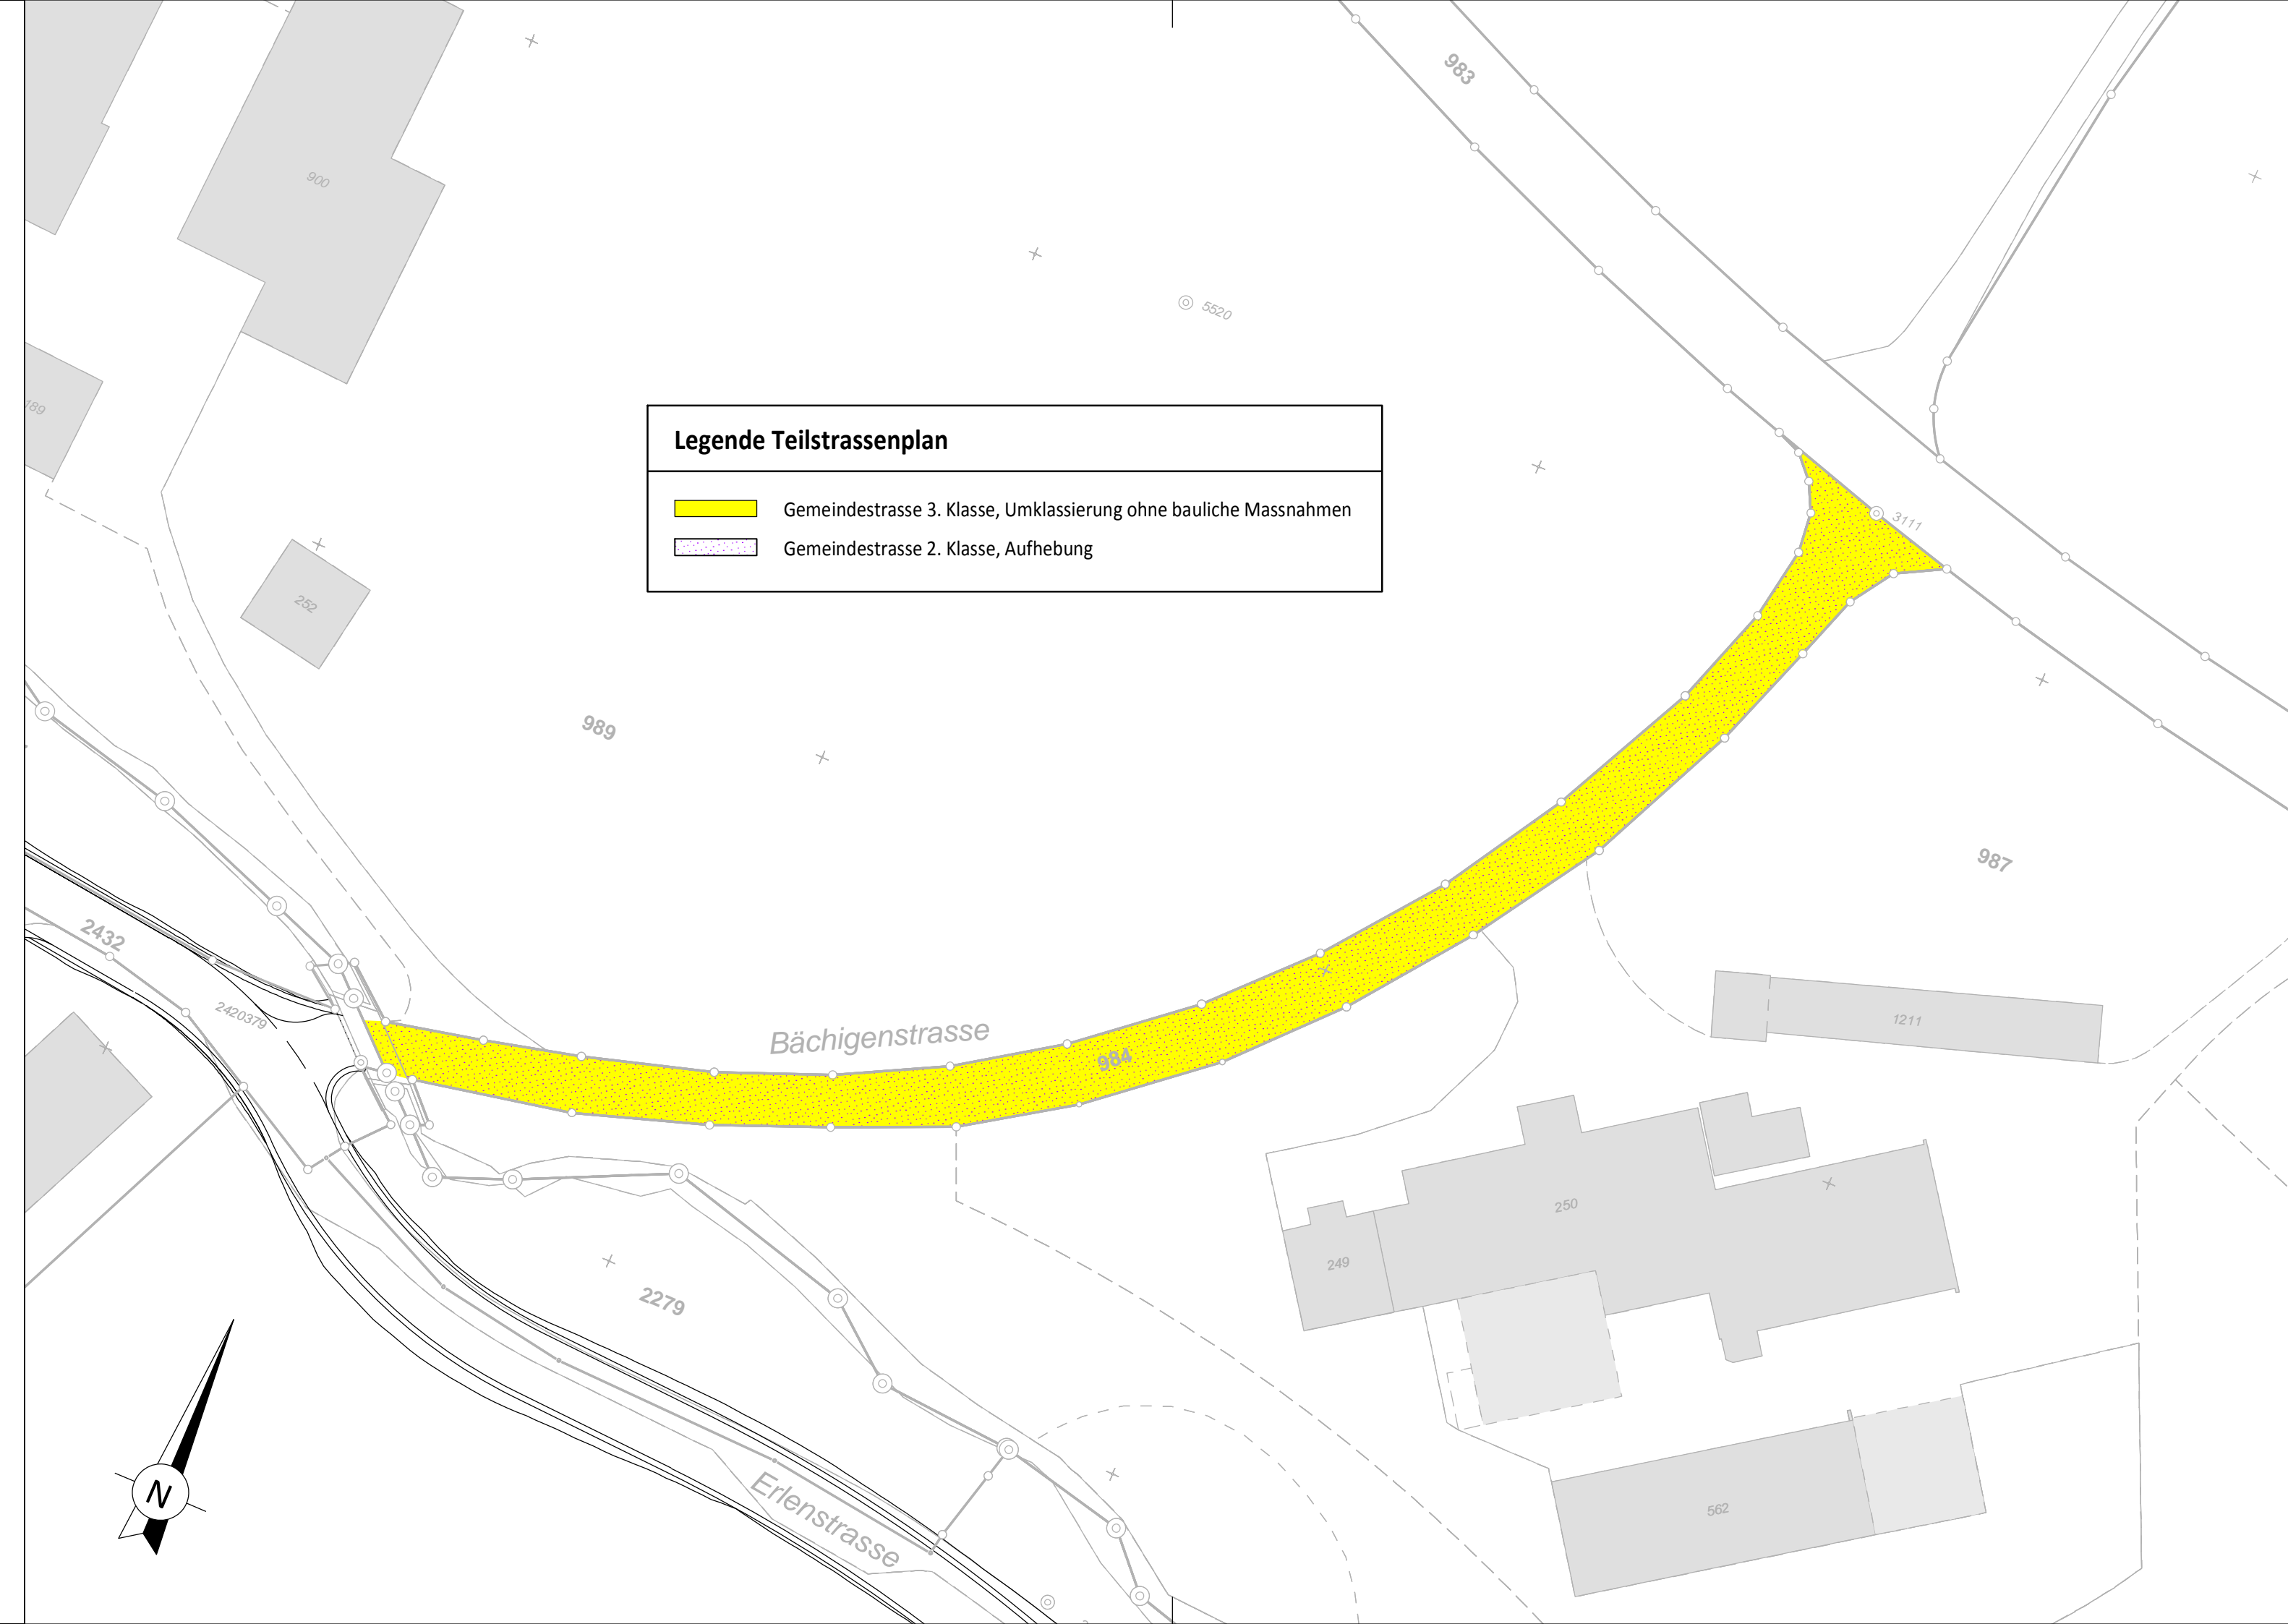 983
900
5520
189
Legende Teilstrassenplan
Gemeindestrasse 3. Klasse, Umklassierung ohne bauliche Massnahmen
Gemeindestrasse 2. Klasse, Aufhebung
3111
252
989
987
2432
2420379
Bächigenstrasse
984
1211
250
249
2279
N
Erlenstrasse
562